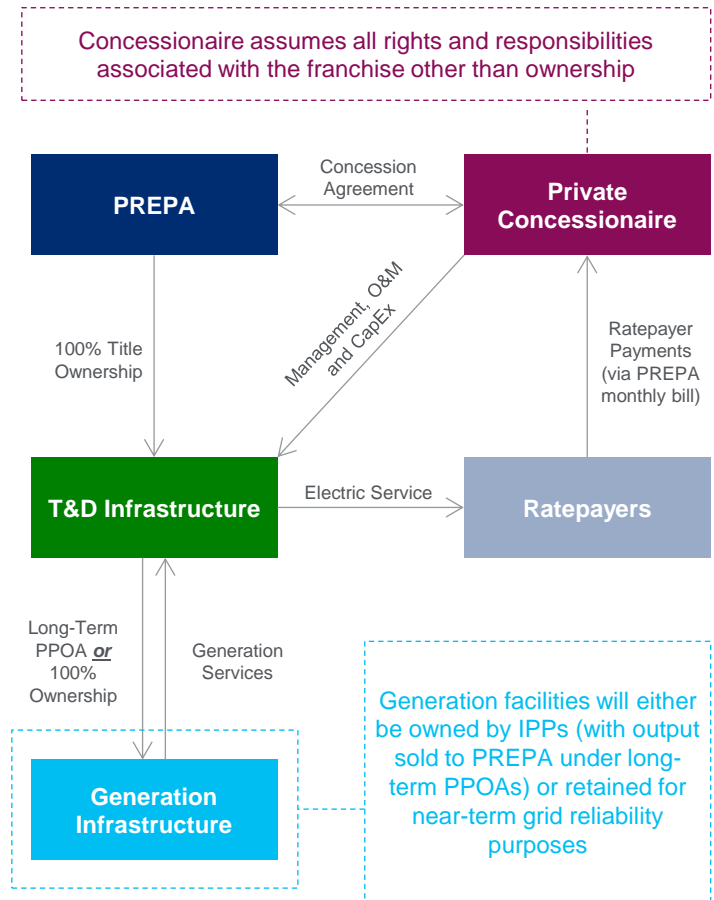 Concessionaire assumes all rights and responsibilities
associated with the franchise other than ownership
PREPA
Concession
Agreement
Private
Concessionaire
100% Title
Ownership
Management, O&M
and CapEx
Ratepayer
Payments
(via PREPA
monthly bill)
T&D Infrastructure
Electric Service
Ratepayers
Long-Term
PPOA or
100%
Ownership
Generation
Services
Generation facilities will either
be owned by IPPs (with output
sold to PREPA under long-
term PPOAs) or retained for
near-term grid reliability
purposes
Generation
Infrastructure